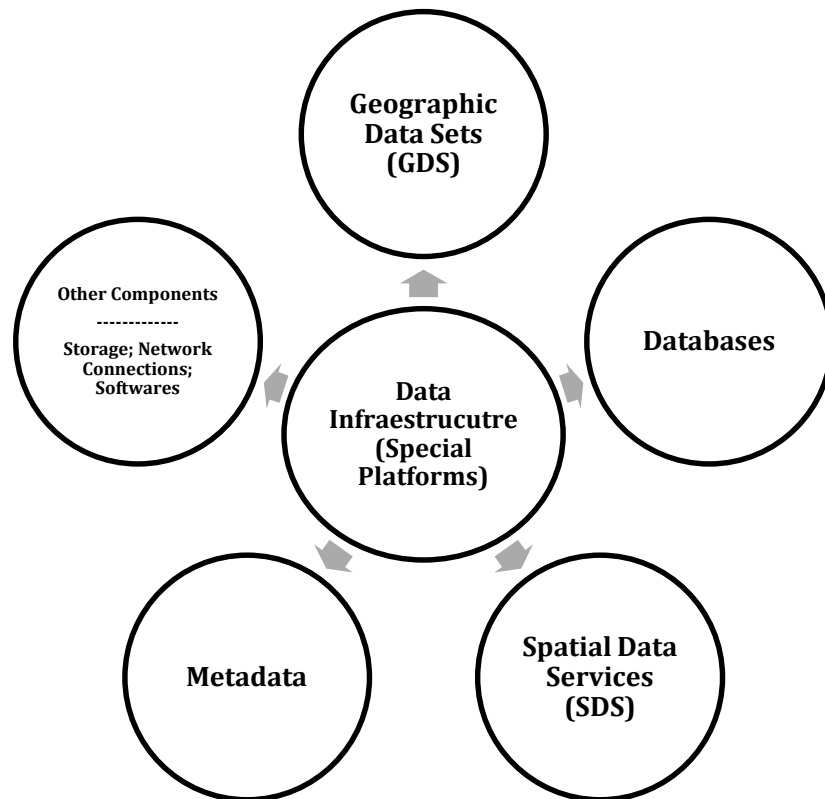 Geographic
Data Sets
(GDS)
Other Components
-------------
Storage; Network
Connections;
Softwares
Databases
Data
Infraestrucutre
(Special
Platforms)
Metadata
Spatial Data
Services
(SDS)